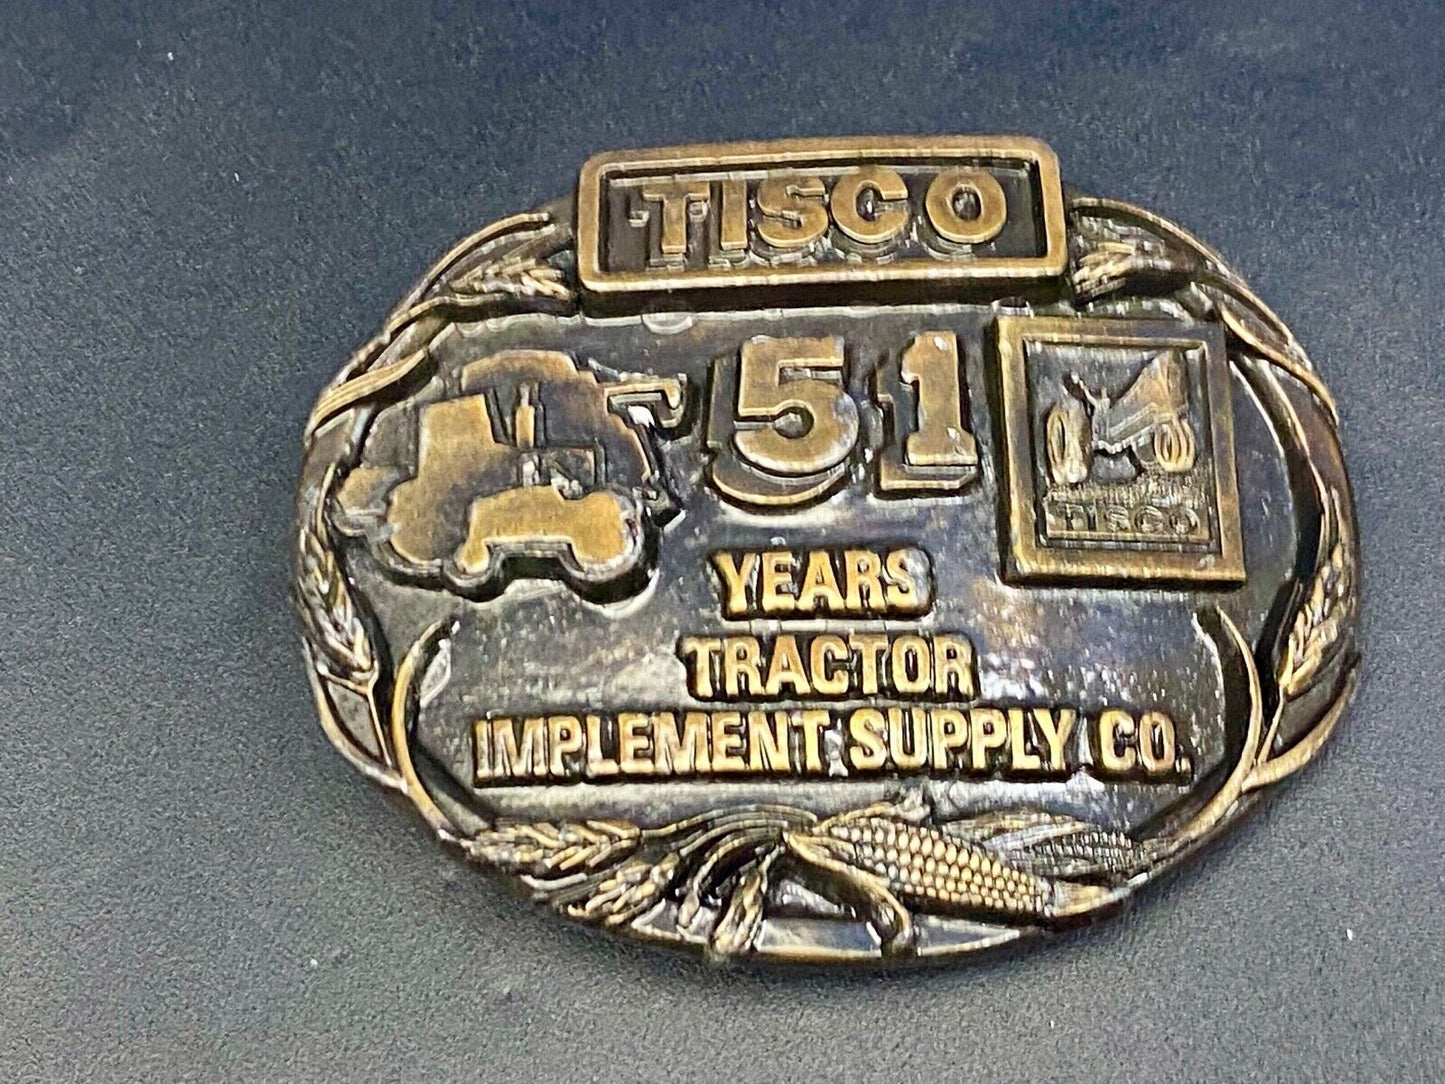 TISCO
51
TISCO
YEARS
TRACTOR
IMPLEMENT SUPPLY CO.